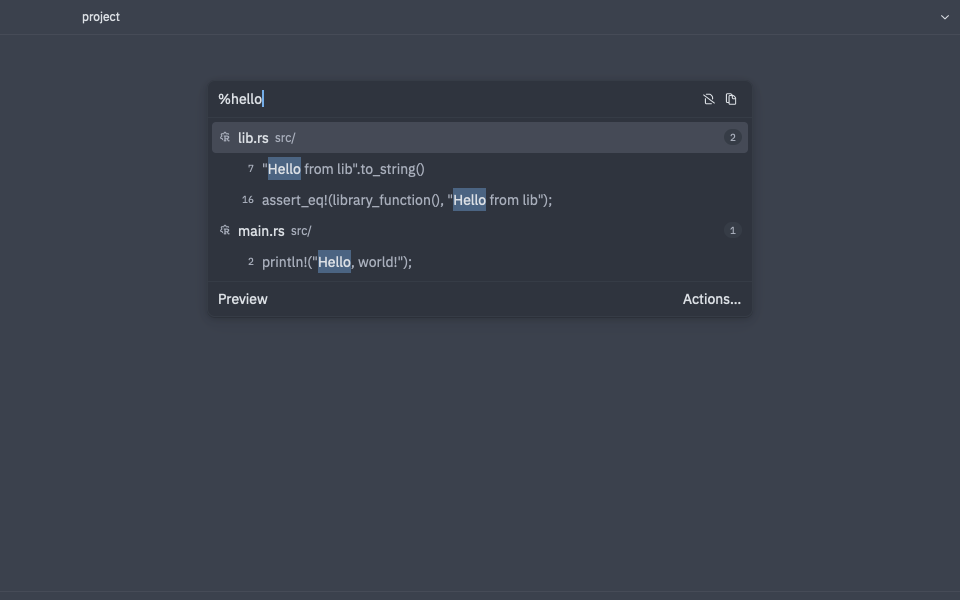 project
%hello
lib.rs src/ 2
7 "Hello from lib".to_string()
16 assert_eq!(library_function(), "Hello from lib");
main.rs src/ 1
2 println!("Hello, world!");
Preview Actions...